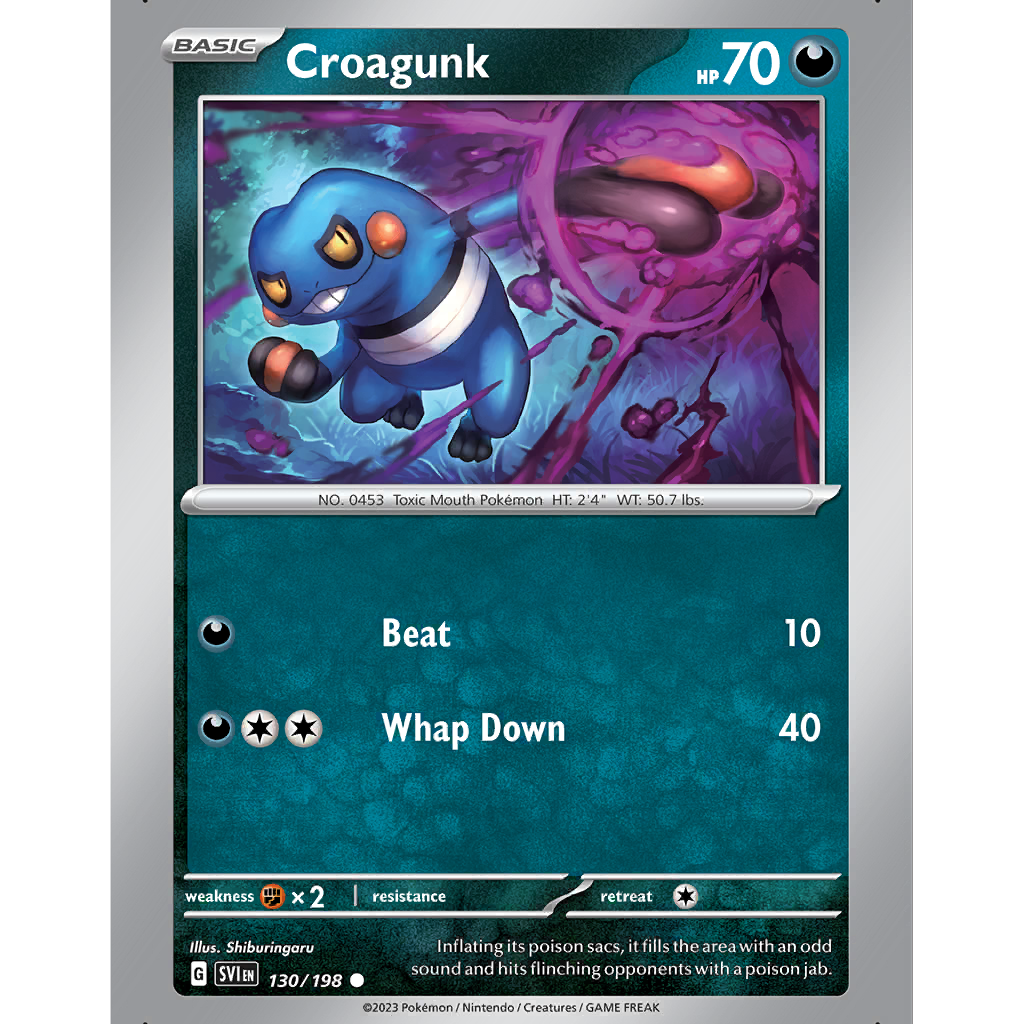 BASIC Croagunk HP 70
NO. 0453 Toxic Mouth Pokémon HT: 2'4" WT: 50.7 lbs.
Beat 10
Whap Down 40
weakness × 2 resistance retreat
Illus. Shiburingaru
Inflating its poison sacs, it fills the area with an odd
sound and hits flinching opponents with a poison jab.
G SVI EN 130/198
©2023 Pokémon / Nintendo / Creatures / GAME FREAK